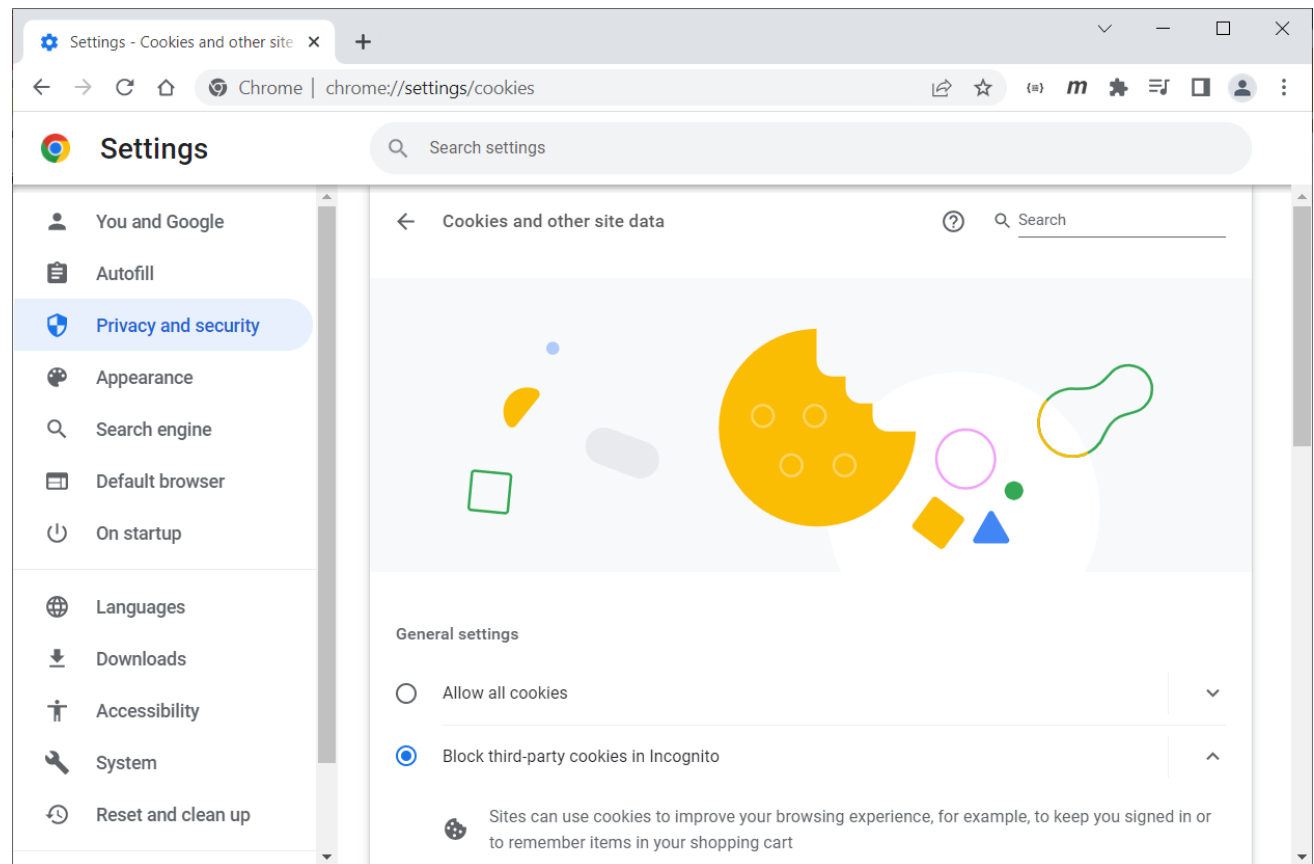 Settings - Cookies and other site
Chrome | chrome://settings/cookies
{≡} m
Settings
Search settings
You and Google
Autofill
Privacy and security
Appearance
Search engine
Default browser
On startup
Languages
Downloads
Accessibility
System
Reset and clean up
Cookies and other site data
Search
General settings
Allow all cookies
Block third-party cookies in Incognito
Sites can use cookies to improve your browsing experience, for example, to keep you signed in or
to remember items in your shopping cart